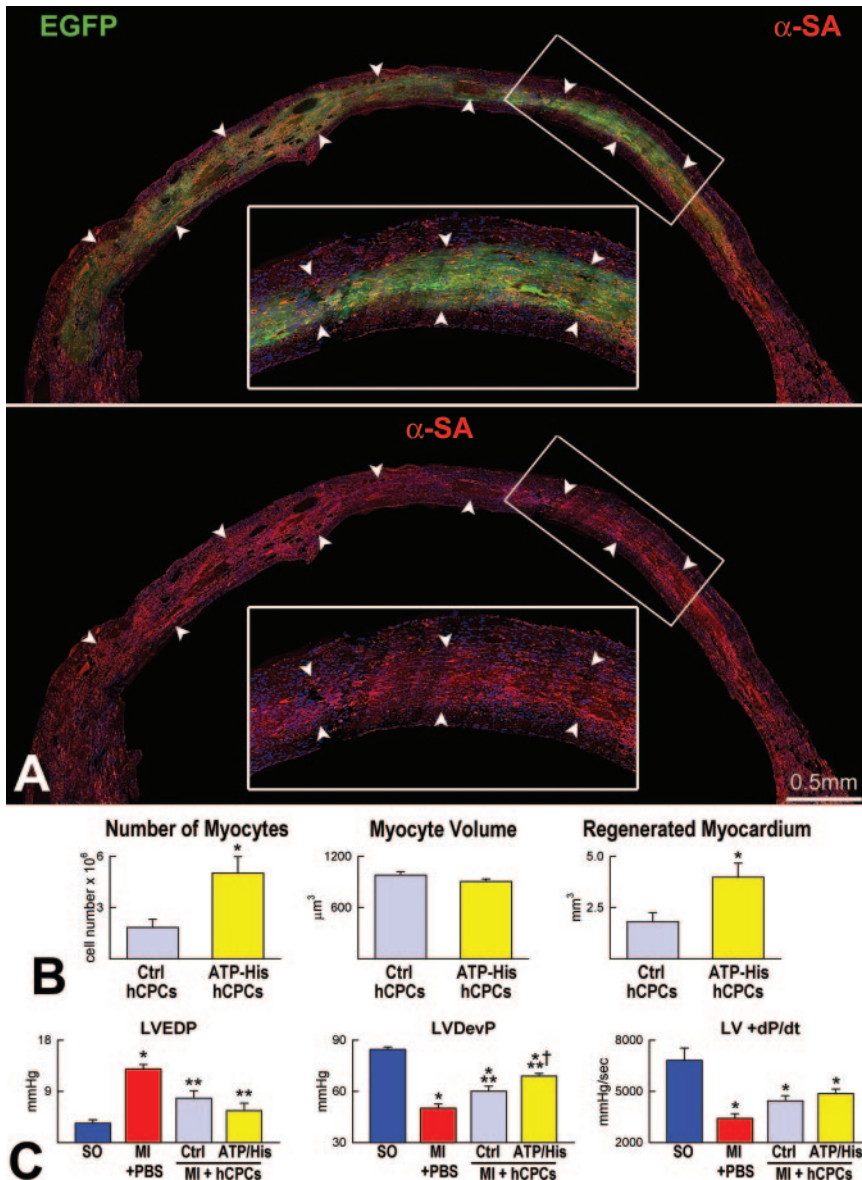 EGFP α-SA
α-SA
A
0.5mm
Number of Myocytes Myocyte Volume Regenerated Myocardium
cell number x 10⁶
6
3
*
Ctrl hCPCs
ATP-His hCPCs
μm³
1200
600
Ctrl hCPCs
ATP-His hCPCs
mm³
5.0
2.5
*
Ctrl hCPCs
ATP-His hCPCs
B
LVEDP LVDevP LV +dP/dt
mmHg
18
9
*
**
**
SO MI +PBS Ctrl ATP/His
MI + hCPCs
mmHg
90
60
30
*
*
**
*
**†
SO MI +PBS Ctrl ATP/His
MI + hCPCs
mmHg/sec
8000
5000
2000
*
*
*
SO MI +PBS Ctrl ATP/His
MI + hCPCs
C